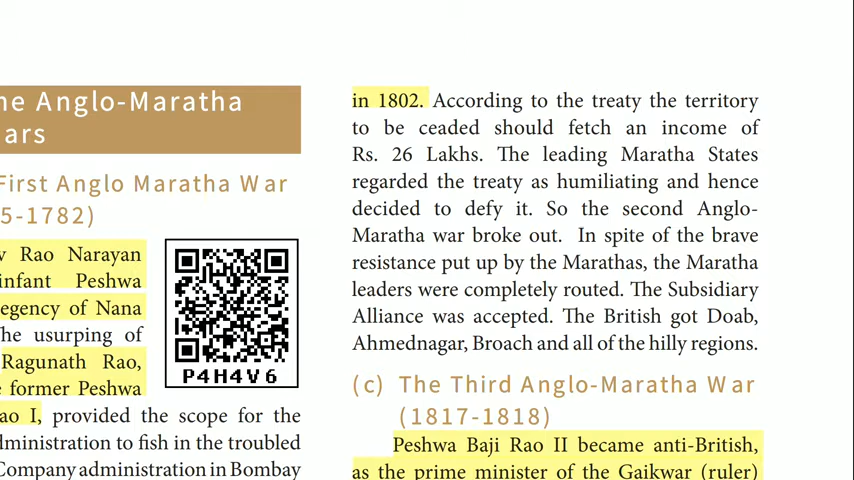 ne Anglo-Maratha
ars
First Anglo Maratha War
5-1782)
v Rao Narayan
infant Peshwa
egency of Nana
he usurping of
Ragunath Rao,
e former Peshwa
ao I, provided the scope for the
dministration to fish in the troubled
Company administration in Bombay
P4H4V6
in 1802. According to the treaty the territory
to be ceaded should fetch an income of
Rs. 26 Lakhs. The leading Maratha States
regarded the treaty as humiliating and hence
decided to defy it. So the second Anglo-
Maratha war broke out. In spite of the brave
resistance put up by the Marathas, the Maratha
leaders were completely routed. The Subsidiary
Alliance was accepted. The British got Doab,
Ahmednagar, Broach and all of the hilly regions.
(c) The Third Anglo-Maratha War
(1817-1818)
Peshwa Baji Rao II became anti-British,
as the prime minister of the Gaikwar (ruler)